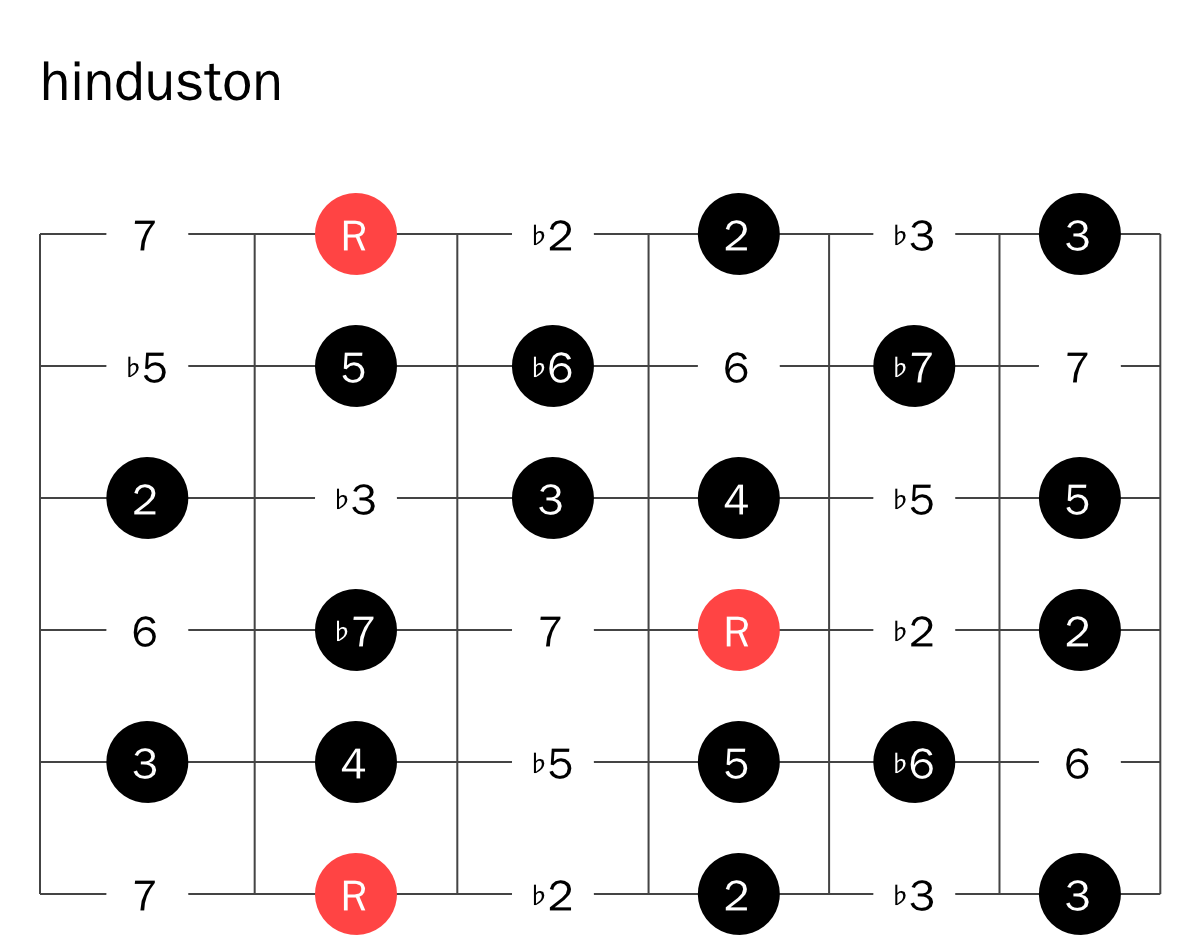 hinduston
7 R ♭2 2 ♭3 3
♭5 5 ♭6 6 ♭7 7
2 ♭3 3 4 ♭5 5
6 ♭7 7 R ♭2 2
3 4 ♭5 5 ♭6 6
7 R ♭2 2 ♭3 3